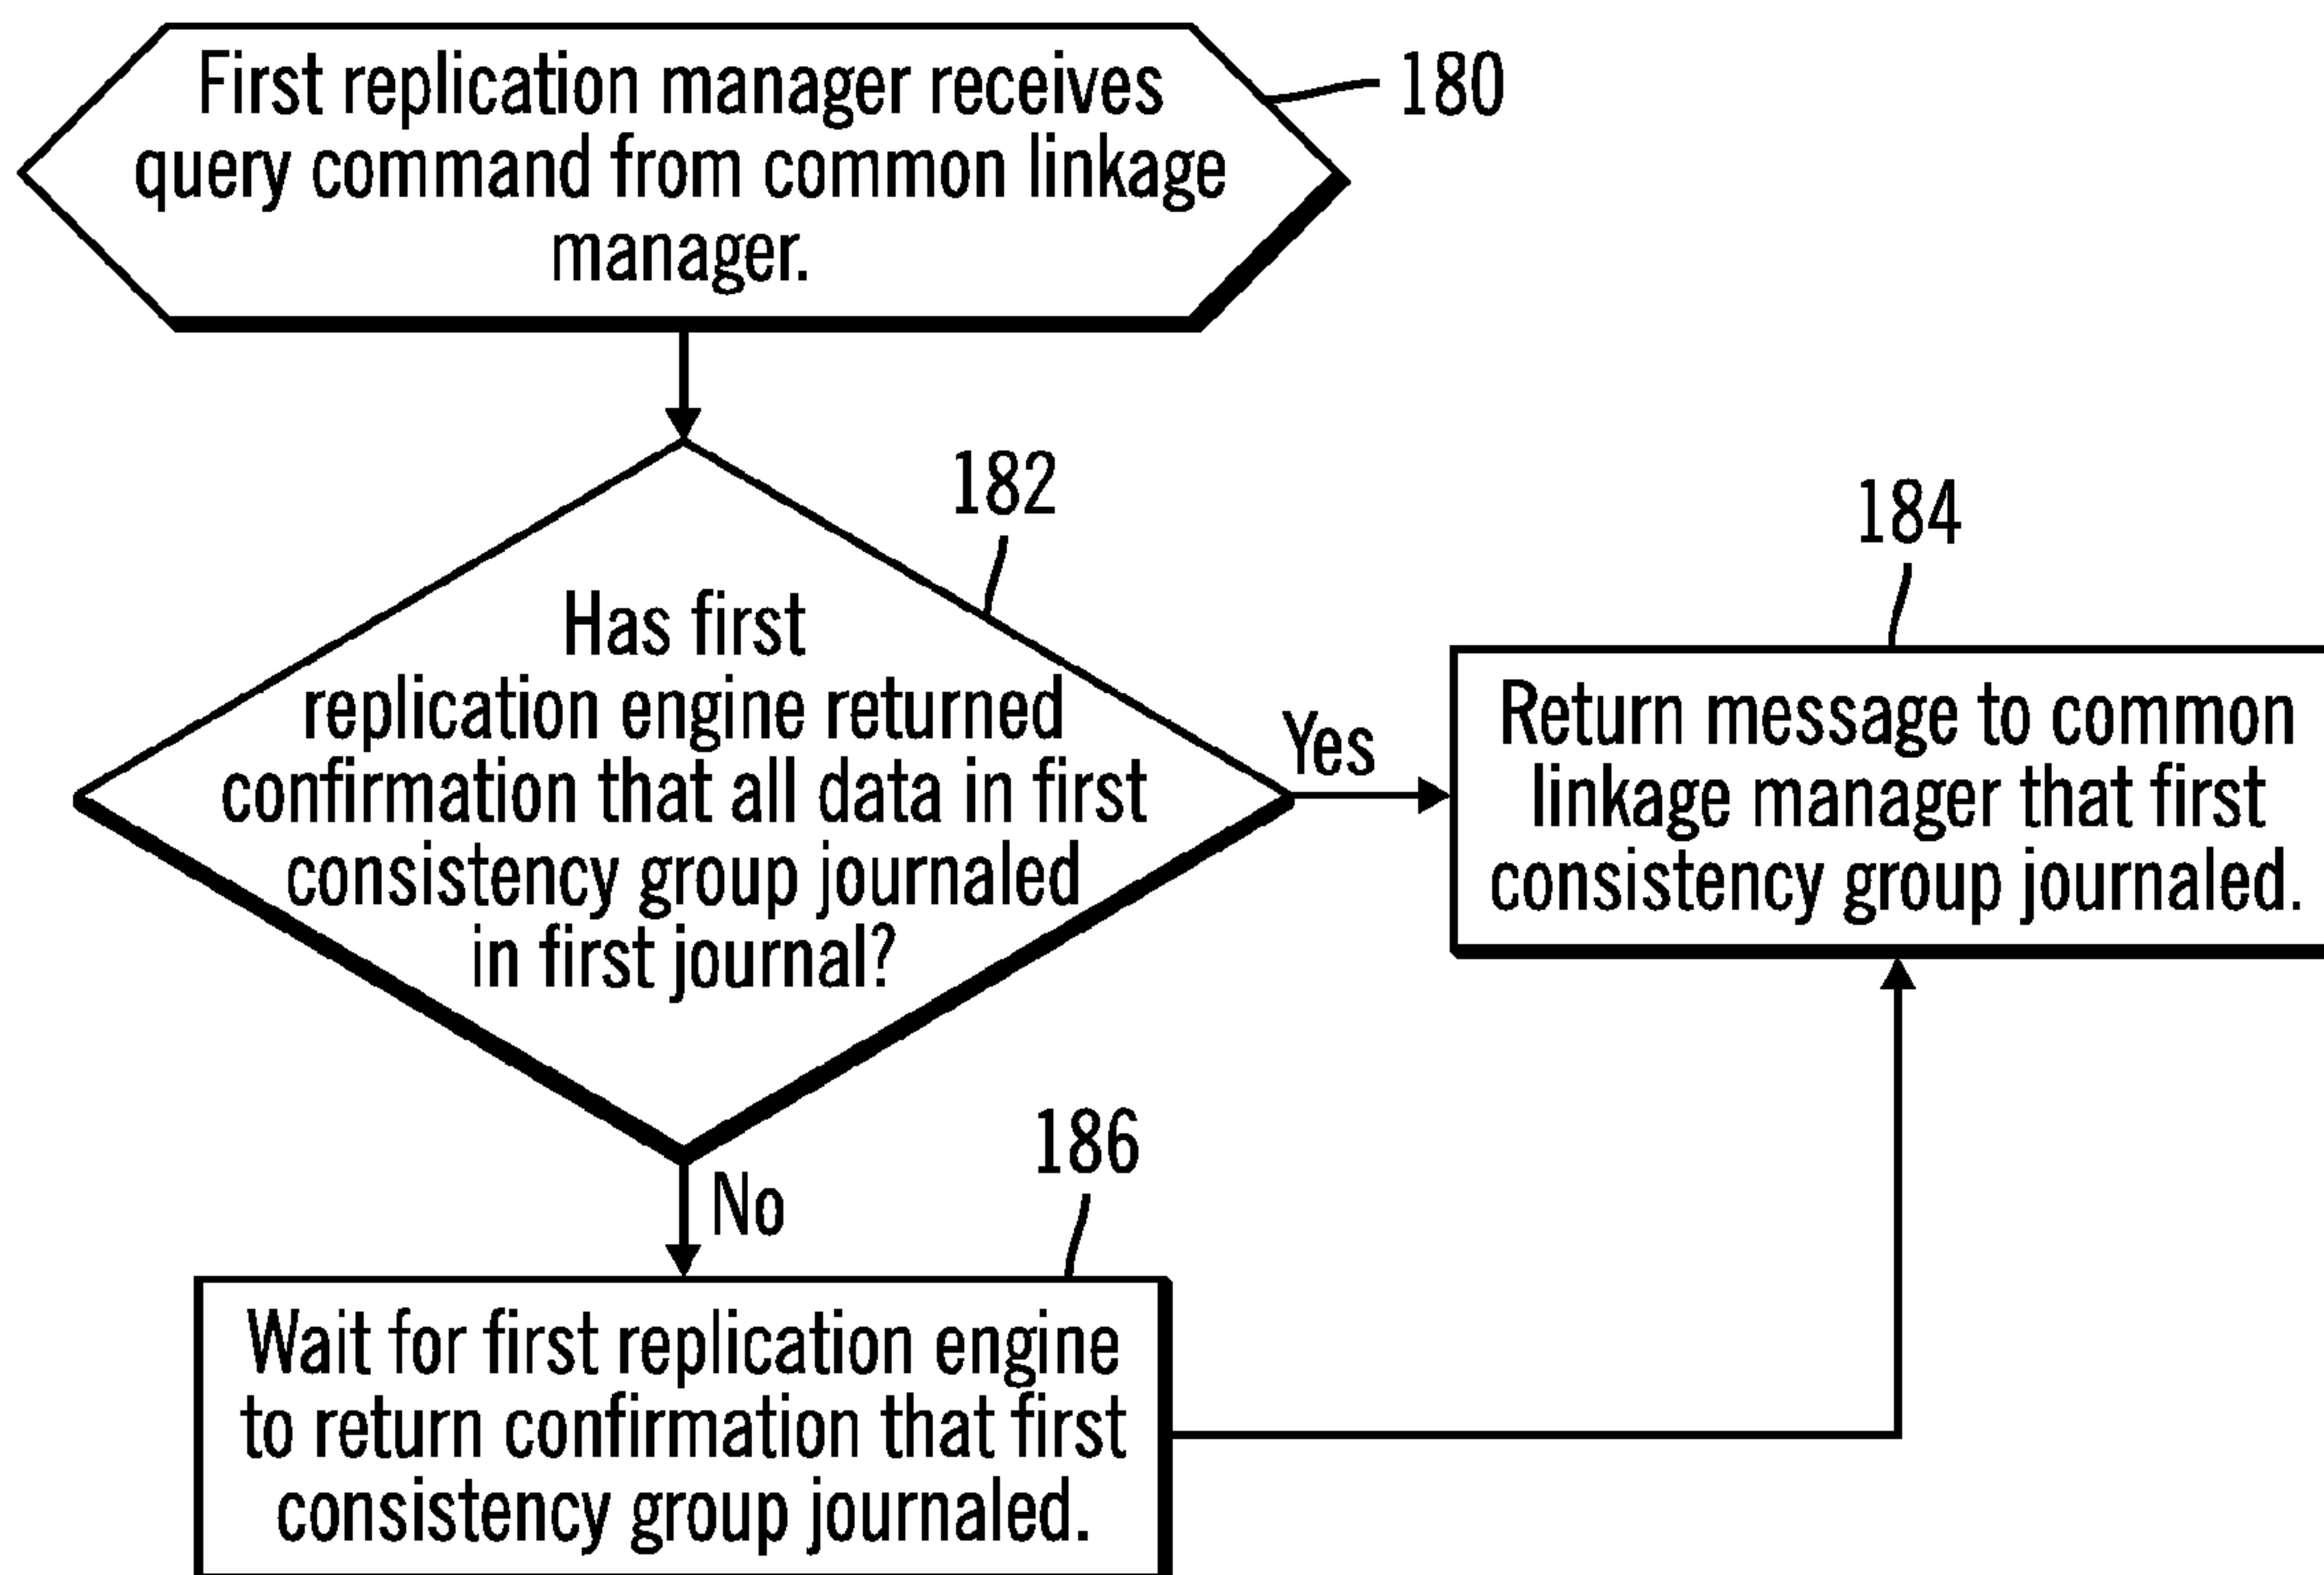 First replication manager receives
query command from common linkage
manager.
180
182
Has first
replication engine returned
confirmation that all data in first
consistency group journaled
in first journal?
Yes
184
Return message to common
linkage manager that first
consistency group journaled.
No
186
Wait for first replication engine
to return confirmation that first
consistency group journaled.